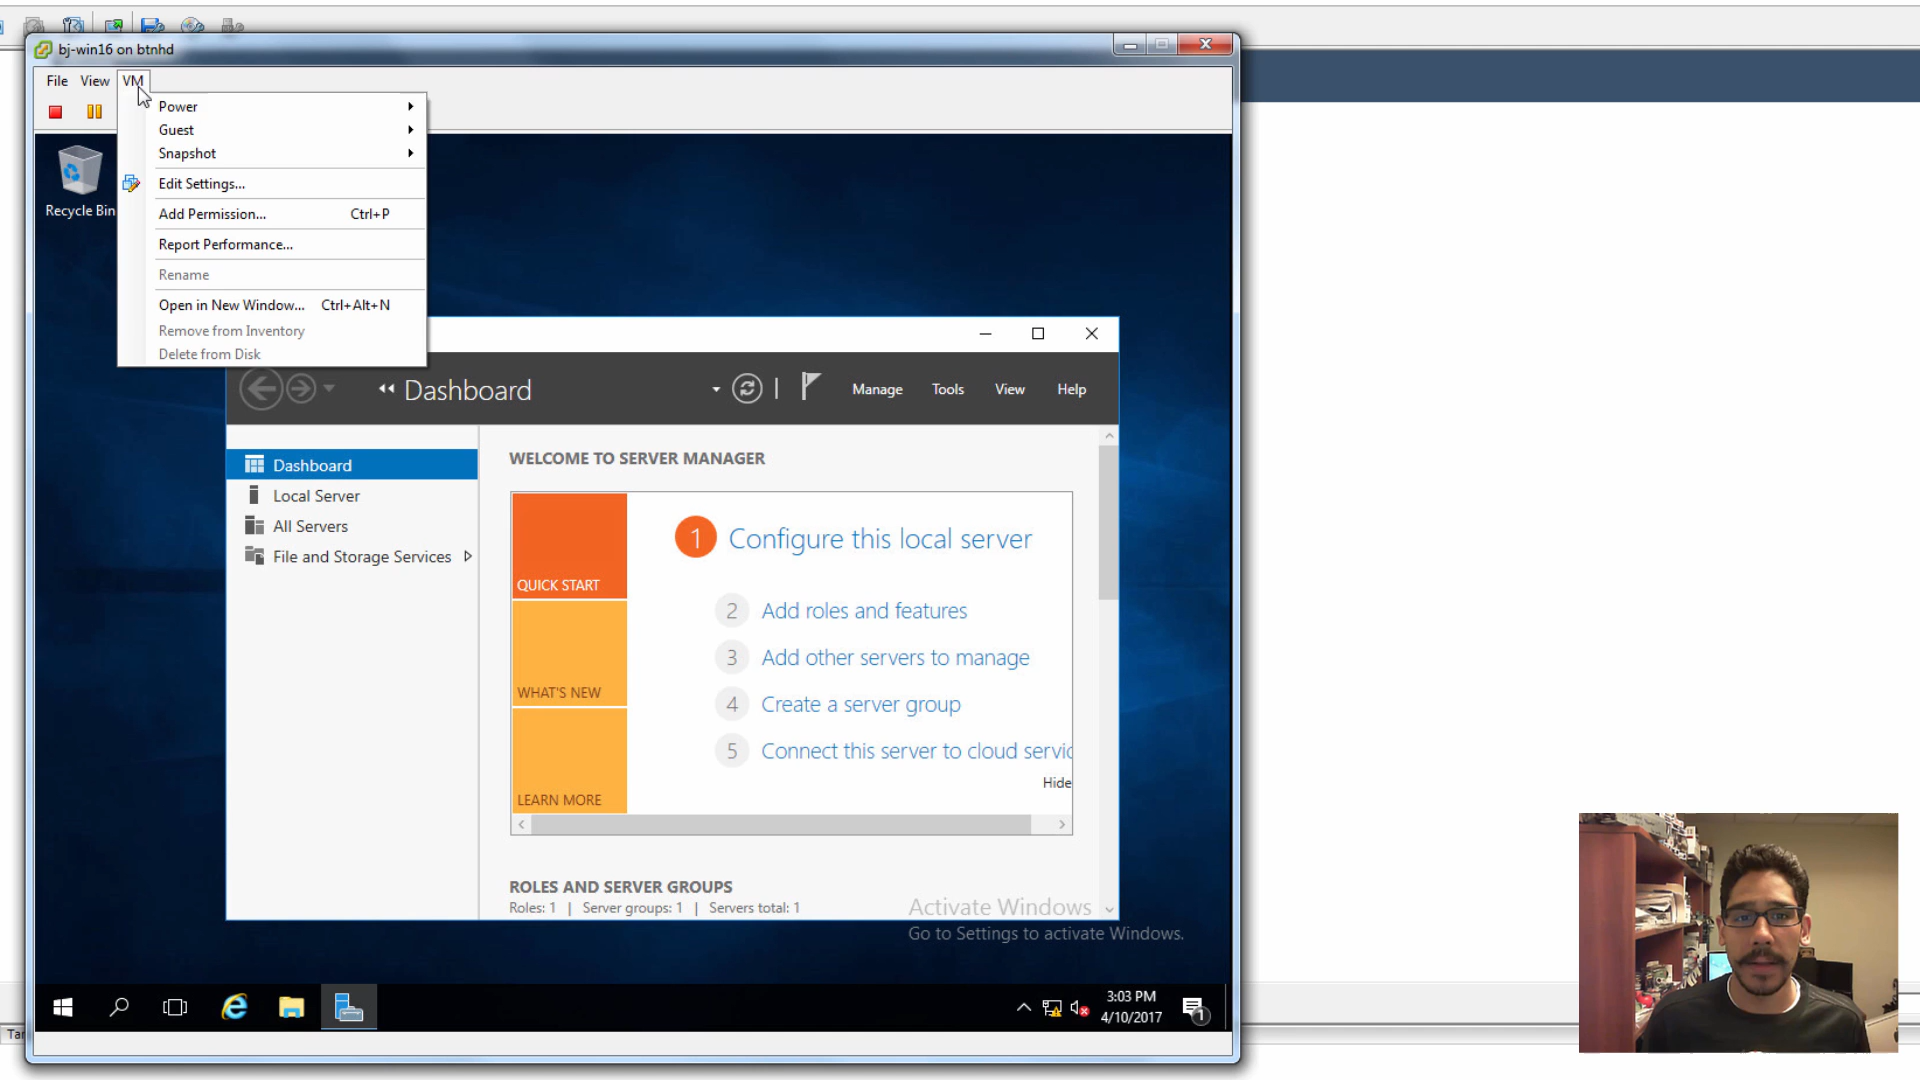 bj-win16 on btnhd
File View VM
Power
Guest
Snapshot
Edit Settings...
Add Permission... Ctrl+P
Report Performance...
Rename
Open in New Window... Ctrl+Alt+N
Remove from Inventory
Delete from Disk
Recycle Bin
Dashboard
Manage Tools View Help
Dashboard
Local Server
All Servers
File and Storage Services
WELCOME TO SERVER MANAGER
QUICK START
WHAT'S NEW
LEARN MORE
1 Configure this local server
2 Add roles and features
3 Add other servers to manage
4 Create a server group
5 Connect this server to cloud servic
Hide
ROLES AND SERVER GROUPS
Roles: 1 | Server groups: 1 | Servers total: 1
Activate Windows
Go to Settings to activate Windows.
3:03 PM
4/10/2017
1
Tar